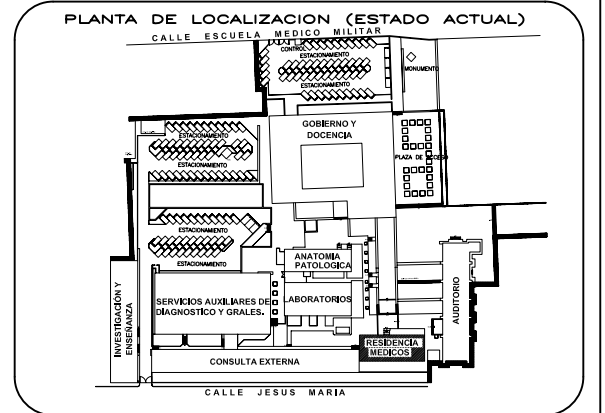 PLANTA DE LOCALIZACION (ESTADO ACTUAL)
CALLE ESCUELA MEDICO MILITAR
CONTROL
ESTACIONAMIENTO
MONUMENTO
ESTACIONAMIENTO
GOBIERNO Y
DOCENCIA
ESTACIONAMIENTO
PLAZA DE ACCESO
ESTACIONAMIENTO
ESTACIONAMIENTO
ESTACIONAMIENTO
ANATOMIA
PATOLOGICA
SERVICIOS AUXILIARES DE
DIAGNOSTICO Y GRALES.
LABORATORIOS
AUDITORIO
INVESTIGACIÓN Y
ENSEÑANZA
RESIDENCIA
MEDICOS
CONSULTA EXTERNA
CALLE JESUS MARIA